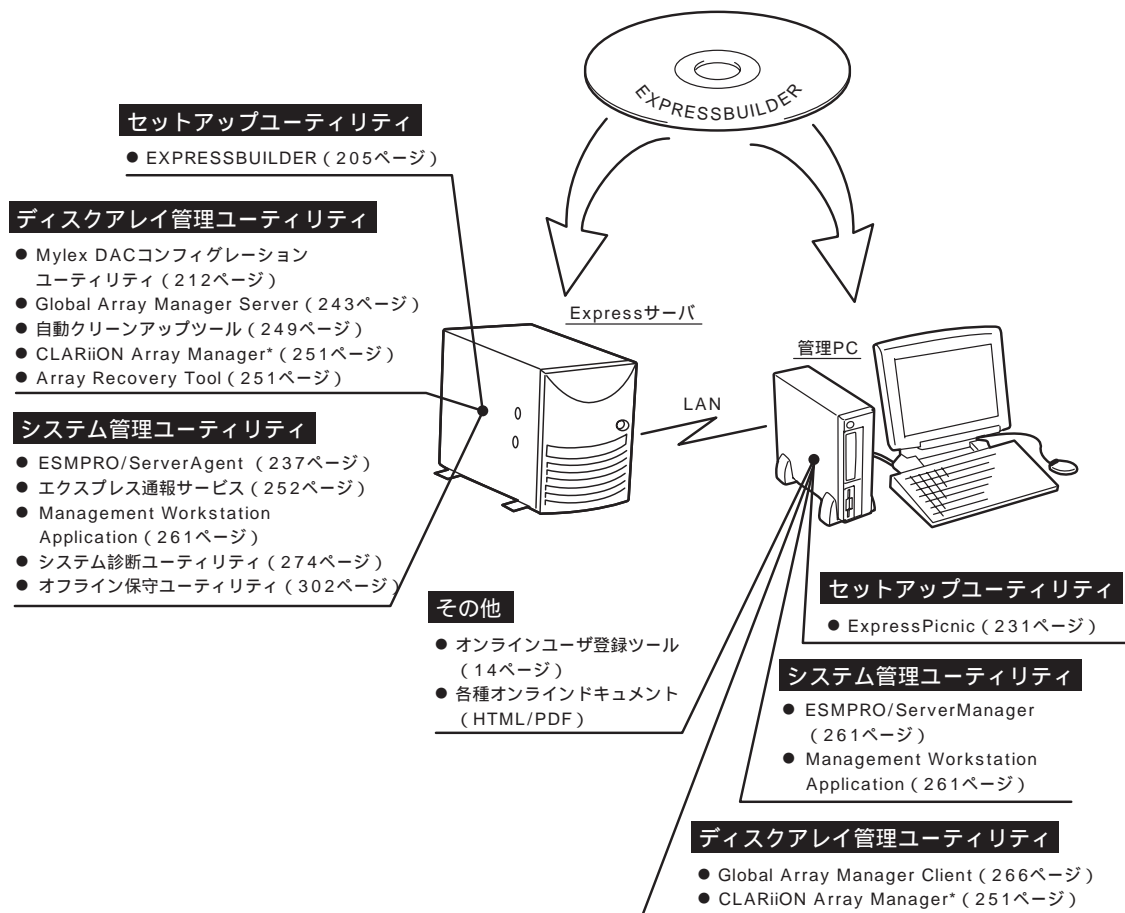 EXPRESSBUILDER
セットアップユーティリティ
● EXPRESSBUILDER（205ページ）
ディスクアレイ管理ユーティリティ
● Mylex DACコンフィグレーション
ユーティリティ（212ページ）
● Global Array Manager Server（243ページ）
● 自動クリーンアップツール（249ページ）
● CLARiiON Array Manager*（251ページ）
● Array Recovery Tool（251ページ）
システム管理ユーティリティ
● ESMPRO/ServerAgent （237ページ）
● エクスプレス通報サービス（252ページ）
● Management Workstation
Application（261ページ）
● システム診断ユーティリティ（274ページ）
● オフライン保守ユーティリティ（302ページ）
Expressサーバ
LAN
管理PC
その他
● オンラインユーザ登録ツール
（14ページ）
● 各種オンラインドキュメント
（HTML/PDF）
セットアップユーティリティ
● ExpressPicnic（231ページ）
システム管理ユーティリティ
● ESMPRO/ServerManager
（261ページ）
● Management Workstation
Application（261ページ）
ディスクアレイ管理ユーティリティ
● Global Array Manager Client（266ページ）
● CLARiiON Array Manager*（251ページ）